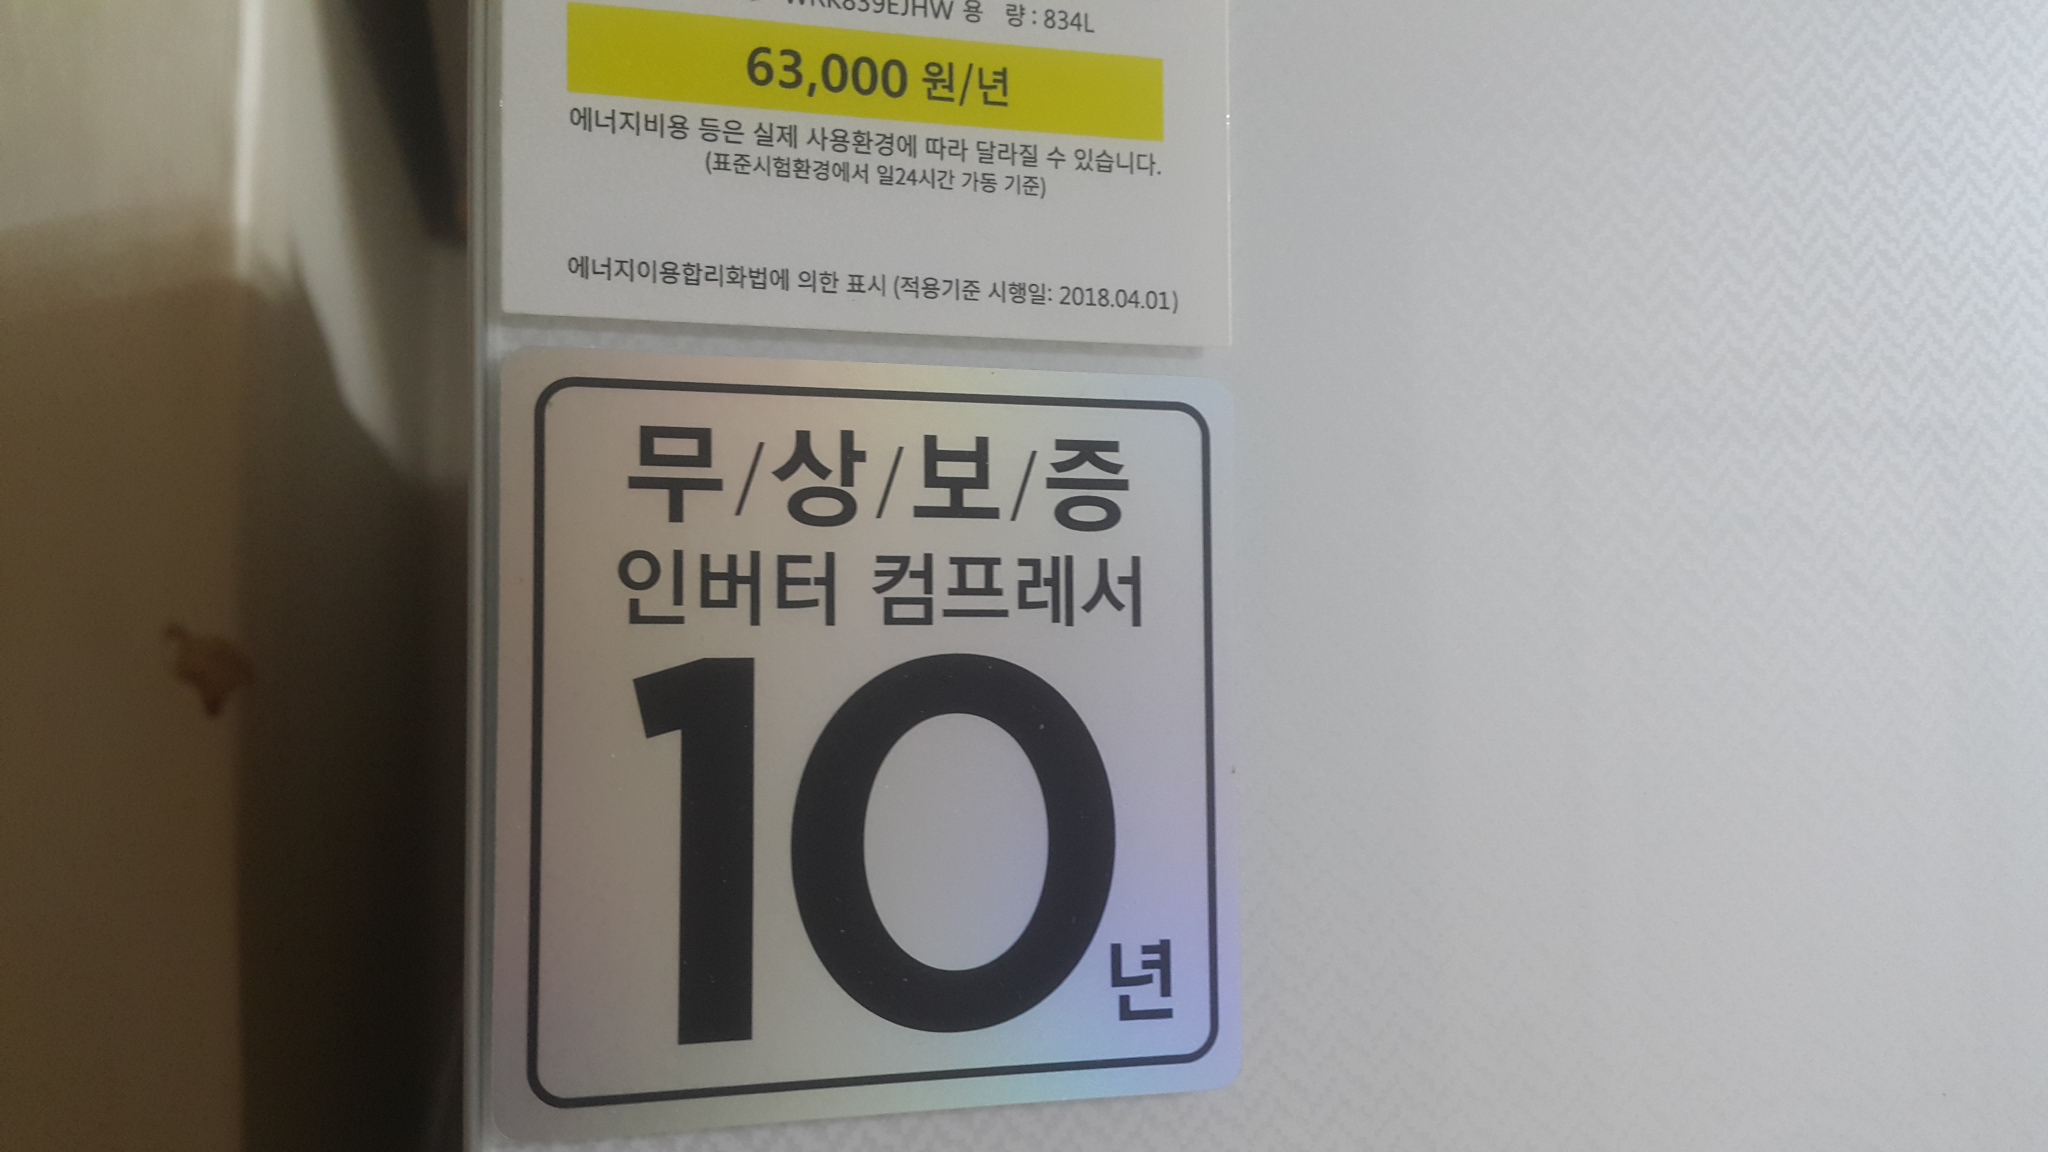 WRK839EJHW 용 량 : 834L
63,000 원/년
에너지비용 등은 실제 사용환경에 따라 달라질 수 있습니다.
(표준시험환경에서 일24시간 가동 기준)
에너지이용합리화법에 의한 표시 (적용기준 시행일: 2018.04.01)
무/상/보/증
인버터 컴프레서
10년